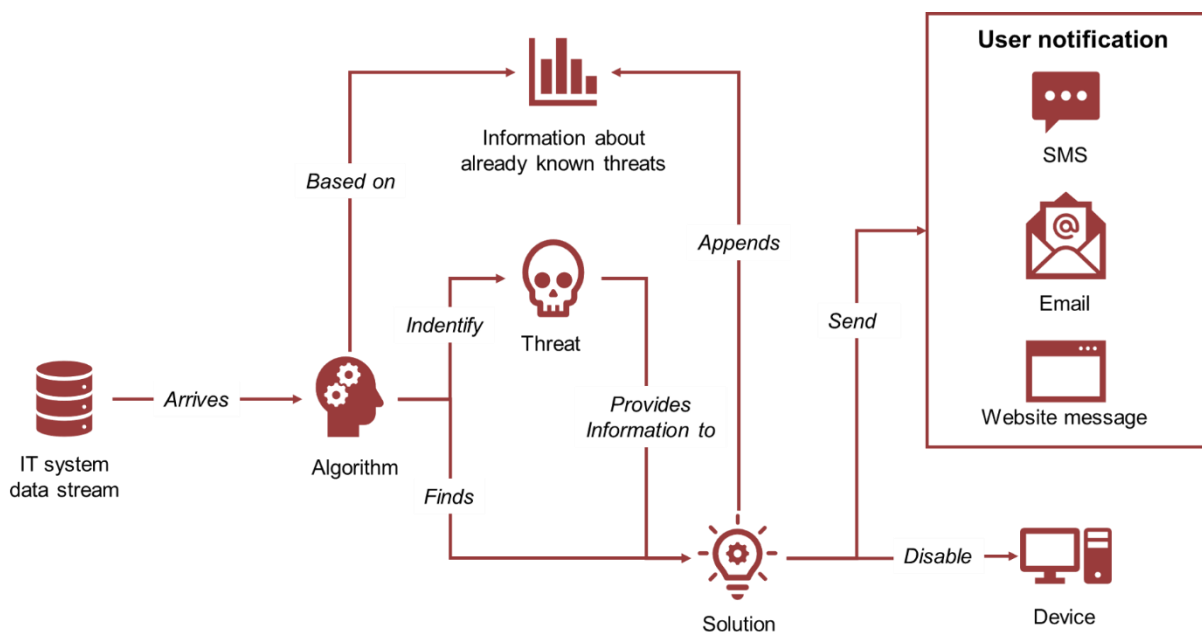 User notification
SMS
Information about
already known threats
Based on
Appends
Email
Send
Indentify
Threat
Arrives
Provides
Information to
Website message
IT system
data stream
Algorithm
Finds
Disable
Solution
Device